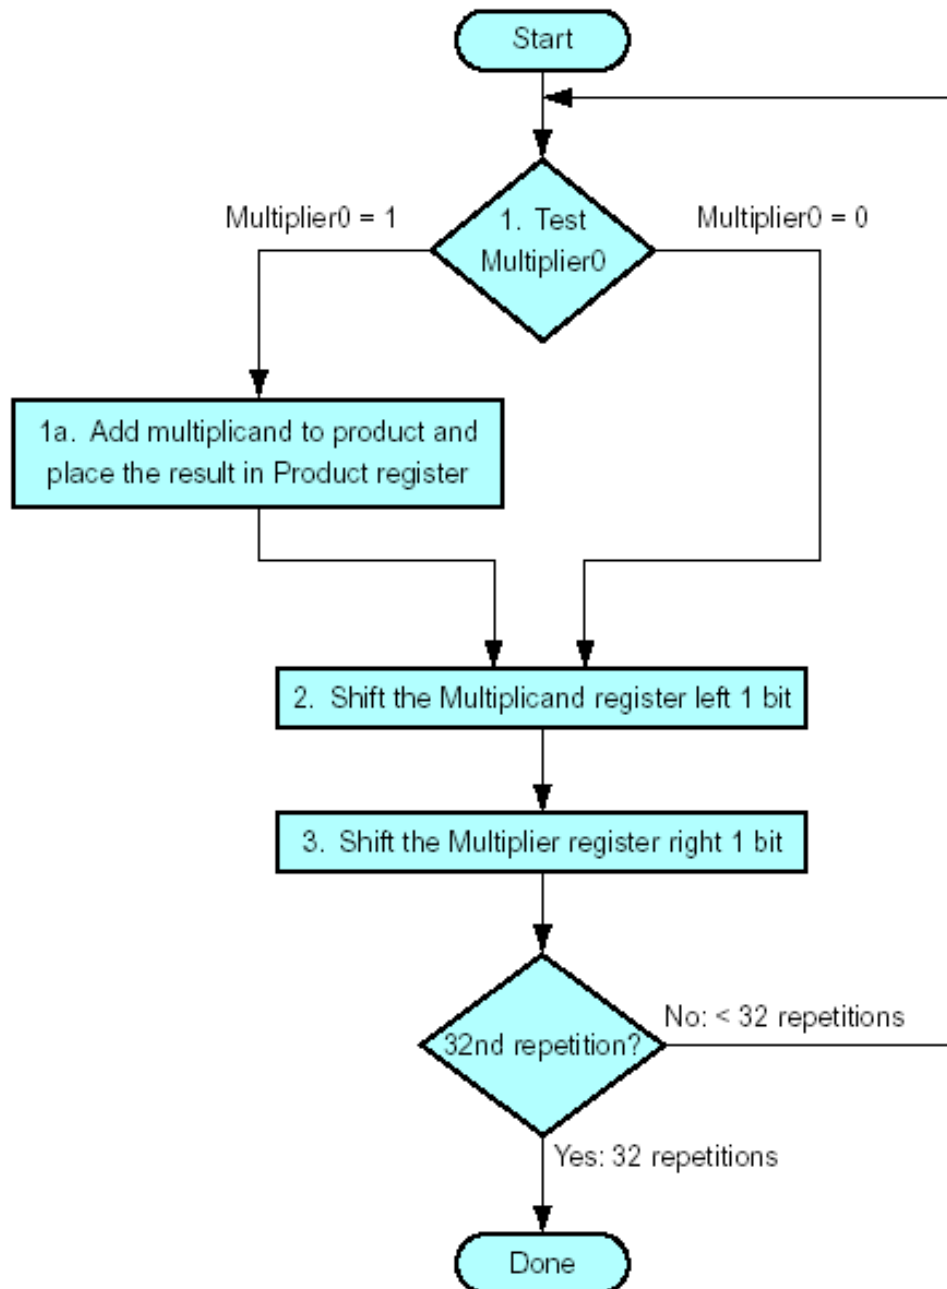 Start
Multiplier0 = 1
1. Test
Multiplier0
Multiplier0 = 0
1a. Add multiplicand to product and
place the result in Product register
2. Shift the Multiplicand register left 1 bit
3. Shift the Multiplier register right 1 bit
32nd repetition?
No: < 32 repetitions
Yes: 32 repetitions
Done